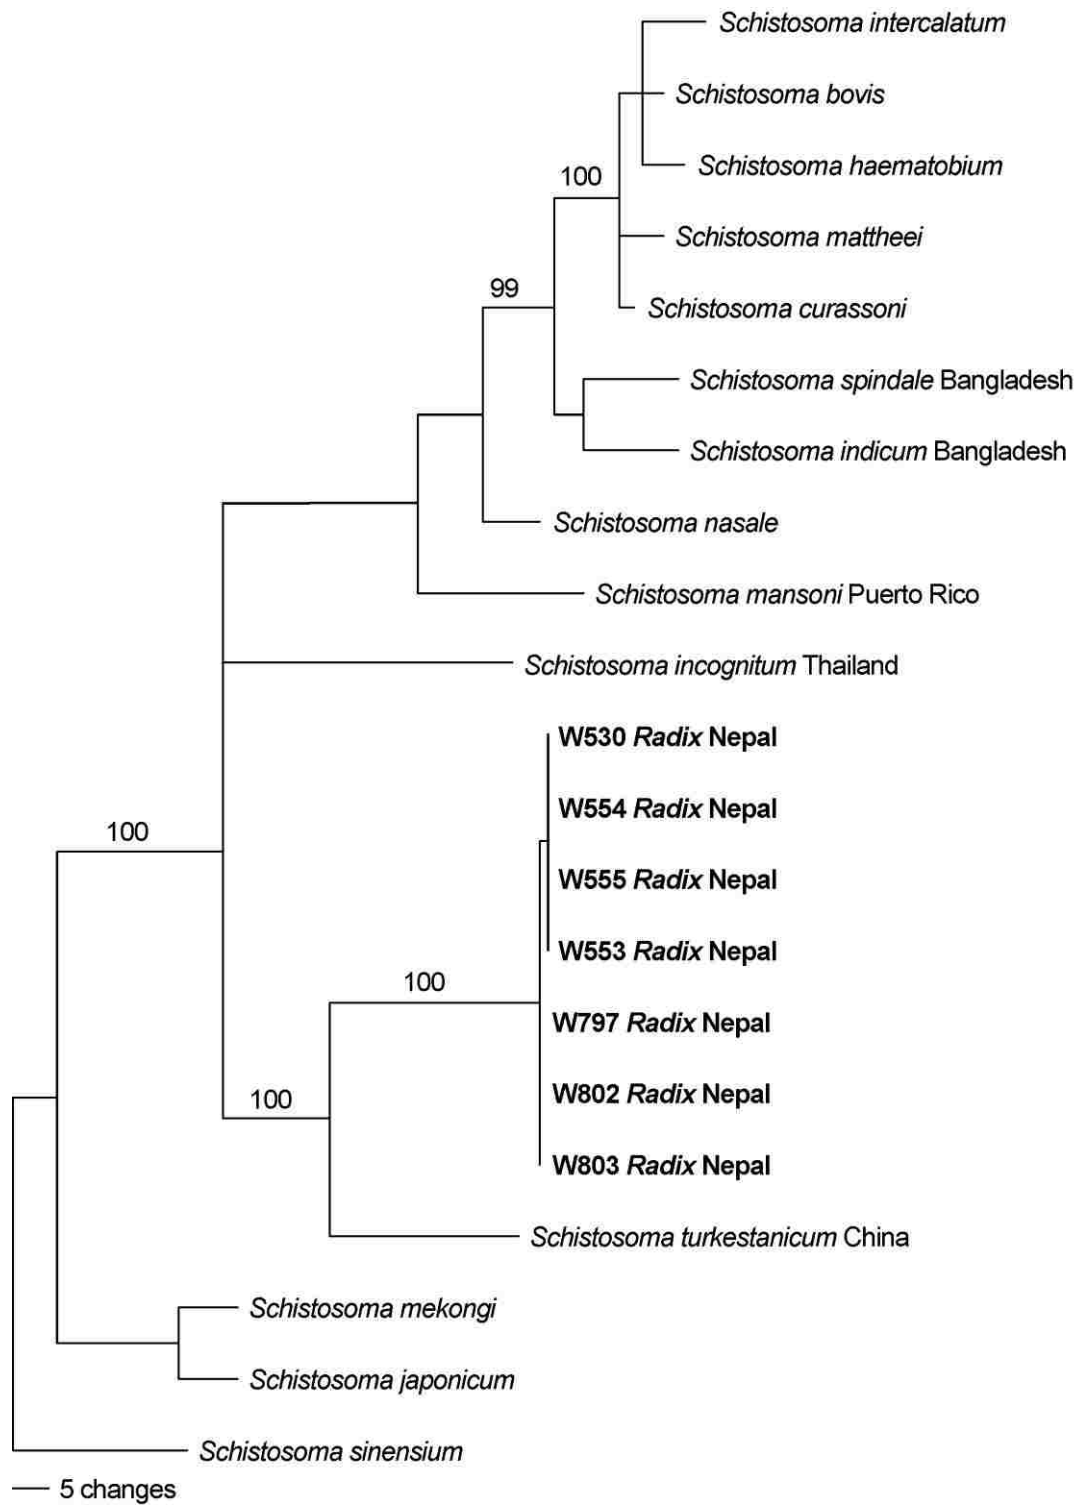 Schistosoma intercalatum
Schistosoma bovis
Schistosoma haematobium
100
Schistosoma mattheei
99
Schistosoma curassoni
Schistosoma spindale Bangladesh
Schistosoma indicum Bangladesh
Schistosoma nasale
Schistosoma mansoni Puerto Rico
Schistosoma incognitum Thailand
W530 Radix Nepal
W554 Radix Nepal
100
W555 Radix Nepal
W553 Radix Nepal
100
W797 Radix Nepal
W802 Radix Nepal
100
W803 Radix Nepal
Schistosoma turkestanicum China
Schistosoma mekongi
Schistosoma japonicum
Schistosoma sinensium
5 changes